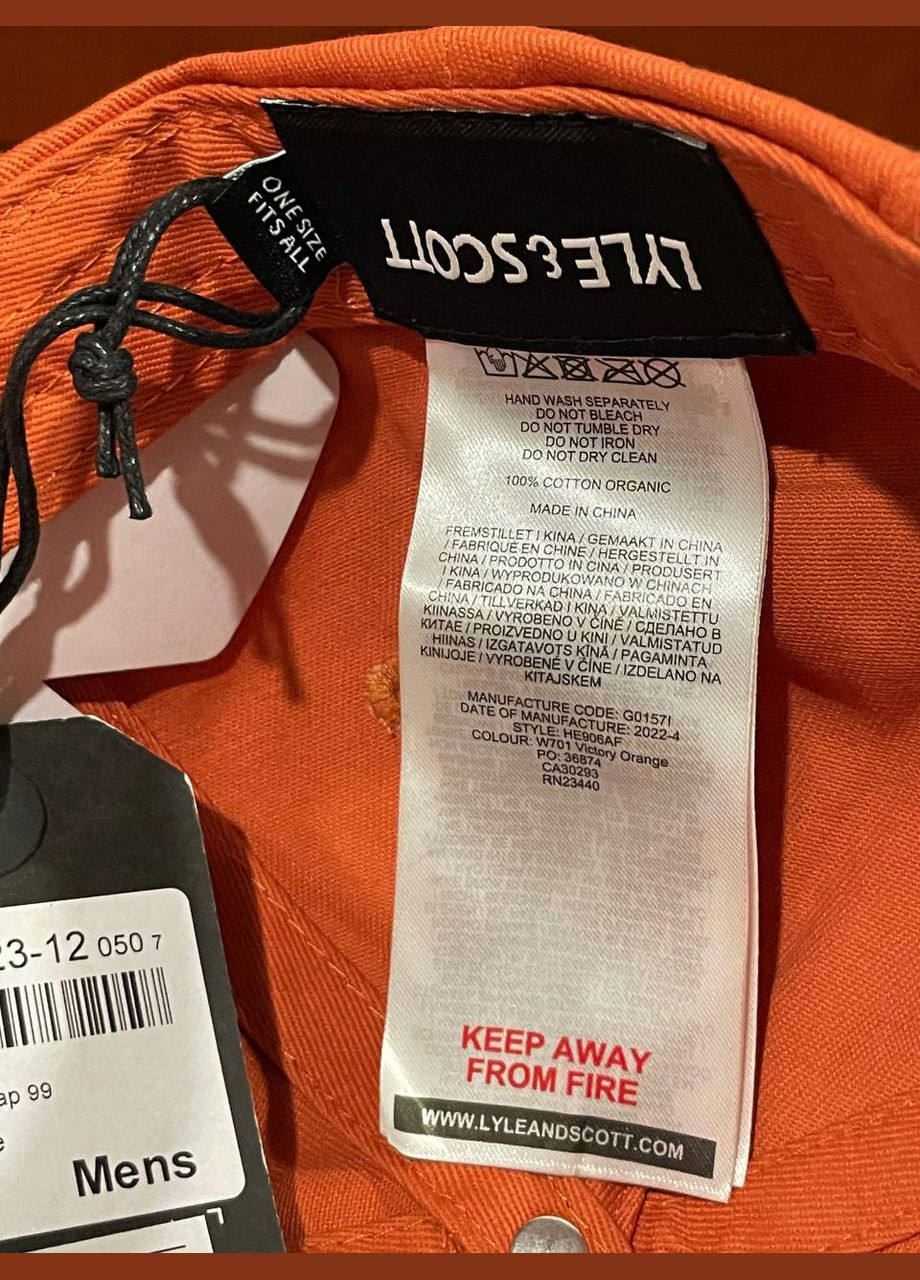 ONE SIZE
FITS ALL
LYLE & SCOTT
HAND WASH SEPARATELY
DO NOT BLEACH
DO NOT TUMBLE DRY
DO NOT IRON
DO NOT DRY CLEAN
100% COTTON ORGANIC
MADE IN CHINA
FREMSTILLET I KINA / GEMAAKT IN CHINA
/ FABRIQUÉ EN CHINE / HERGESTELLT IN
CHINA / PRODOTTO IN CINA / PRODUSERT
I KINA / WYPRODUKOWANO W CHINACH
/ FABRICADO NA CHINA / FABRICADO EN
CHINA / TILLVERKAD I KINA / VALMISTETTU
KIINASSA / VYROBENO V ČÍNĚ / СДЕЛАНО В
КИТАЕ / PROIZVEDNO U KINI / VALMISTATUD
HIINAS / IZGATAVOTS ĶĪNĀ / PAGAMINTA
KINIJOJE / VYROBENÉ V ČÍNE / IZDELANO NA
KITAJSKEM
MANUFACTURE CODE: G0157I
DATE OF MANUFACTURE: 2022-4
STYLE: HE906AF
COLOUR: W701 Victory Orange
PO: 36874
CA30293
RN23440
KEEP AWAY
FROM FIRE
WWW.LYLEANDSCOTT.COM
23-12 050 7
ap 99
e
Mens